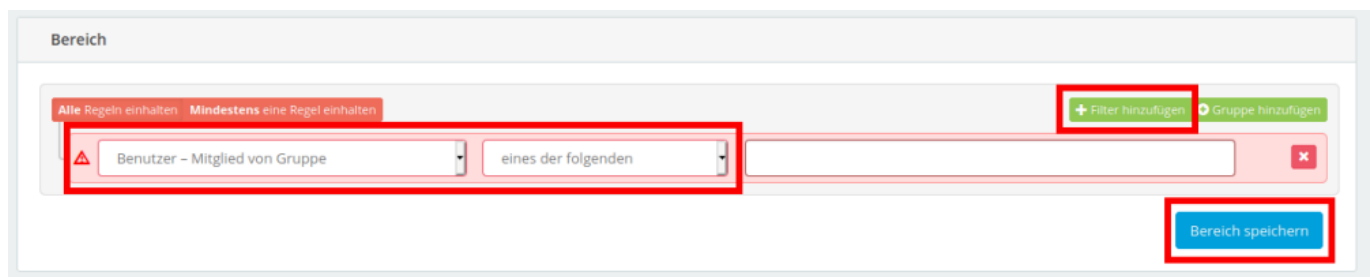 Bereich
Alle Regeln einhalten Mindestens eine Regel einhalten
Filter hinzufügen Gruppe hinzufügen
Benutzer – Mitglied von Gruppe eines der folgenden
Bereich speichern